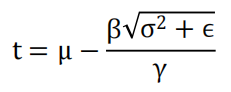 t = μ − β√σ² + ϵ / γ